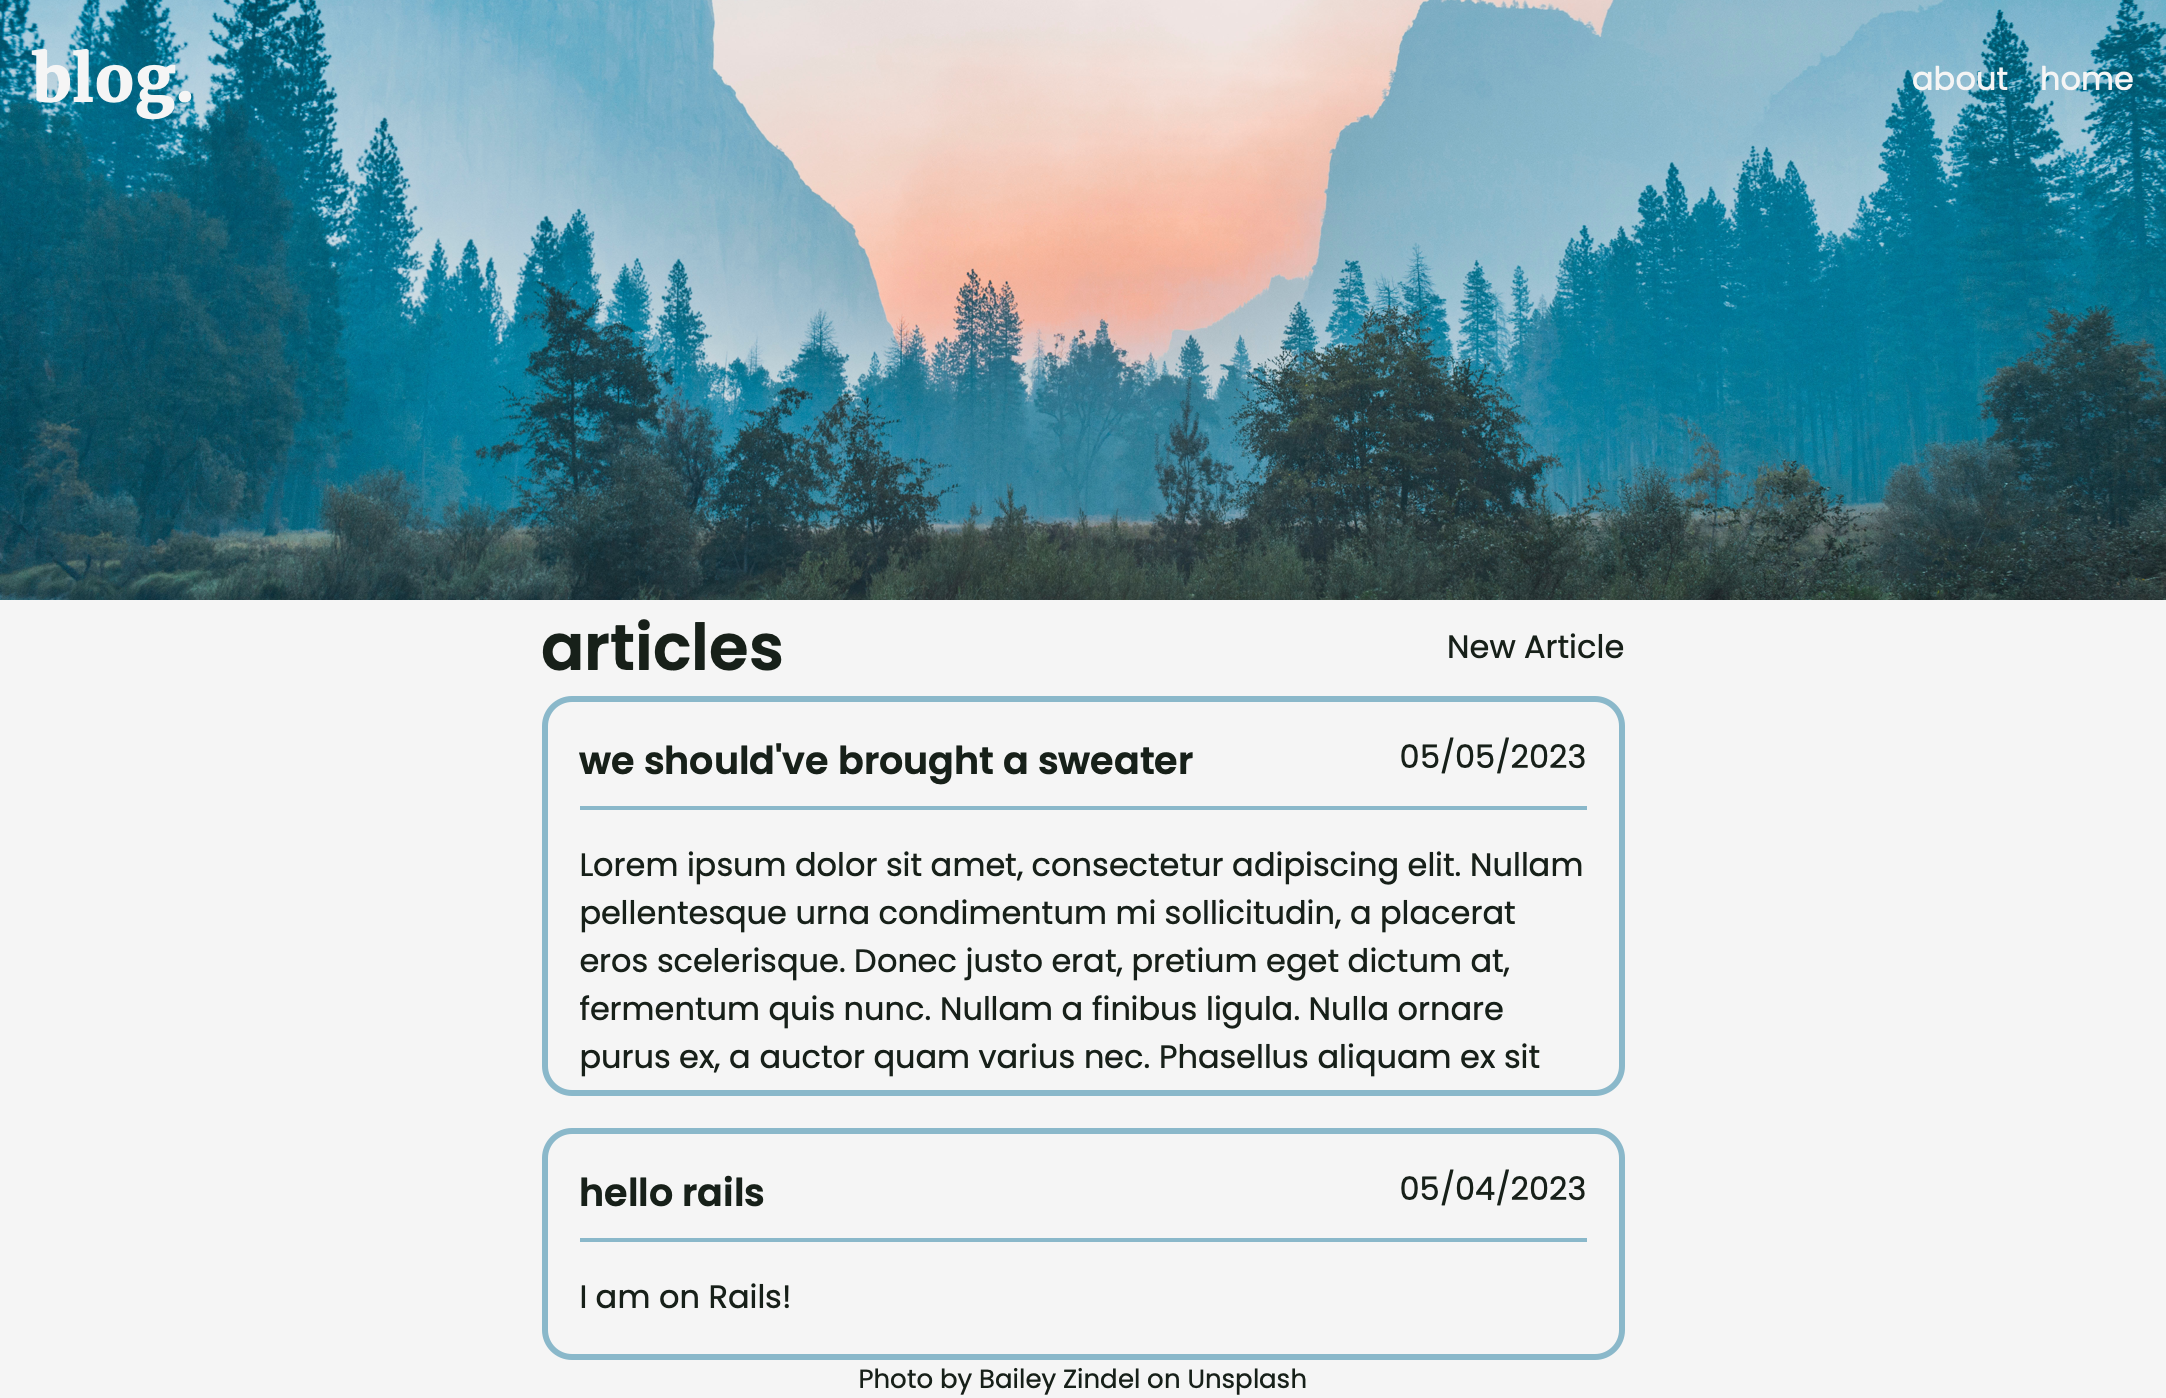 blog.
about home
articles
New Article
we should've brought a sweater
05/05/2023
Lorem ipsum dolor sit amet, consectetur adipiscing elit. Nullam
pellentesque urna condimentum mi sollicitudin, a placerat
eros scelerisque. Donec justo erat, pretium eget dictum at,
fermentum quis nunc. Nullam a finibus ligula. Nulla ornare
purus ex, a auctor quam varius nec. Phasellus aliquam ex sit
hello rails
05/04/2023
I am on Rails!
Photo by Bailey Zindel on Unsplash